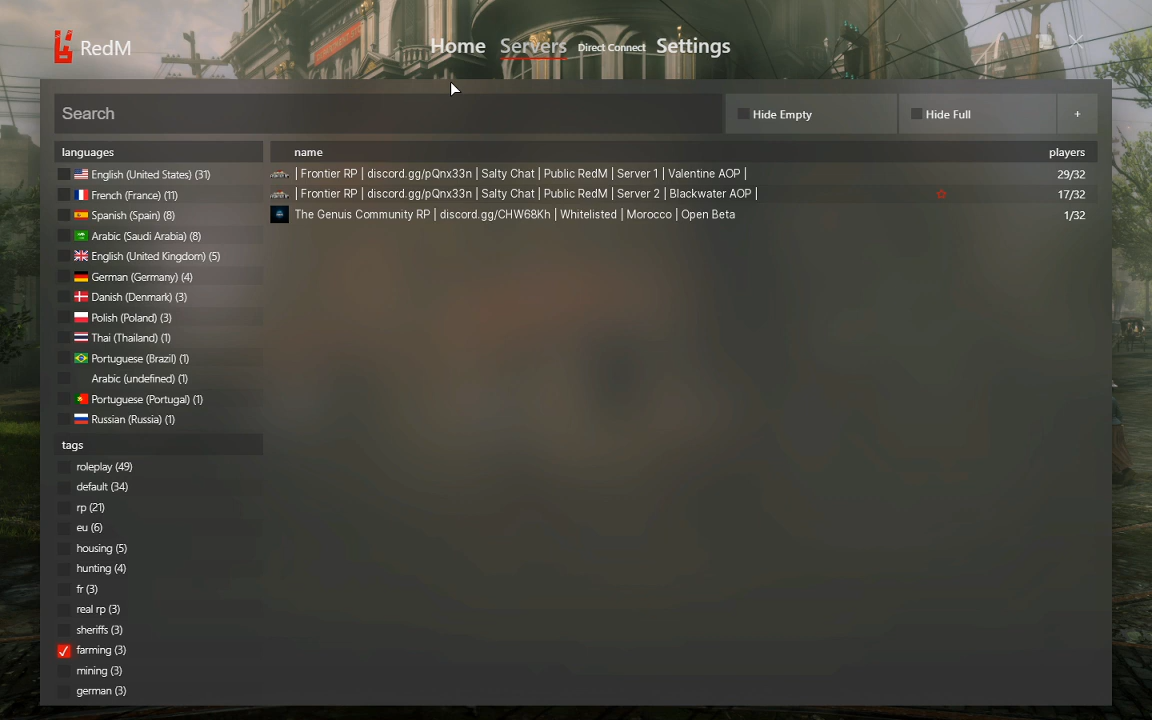 RedM
Home Servers Direct Connect Settings
Search
Hide Empty
Hide Full
+
languages
English (United States) (31)
French (France) (11)
Spanish (Spain) (8)
Arabic (Saudi Arabia) (8)
English (United Kingdom) (5)
German (Germany) (4)
Danish (Denmark) (3)
Polish (Poland) (3)
Thai (Thailand) (1)
Portuguese (Brazil) (1)
Arabic (undefined) (1)
Portuguese (Portugal) (1)
Russian (Russia) (1)
tags
roleplay (49)
default (34)
rp (21)
eu (6)
housing (5)
hunting (4)
fr (3)
real rp (3)
sheriffs (3)
farming (3)
mining (3)
german (3)
name players
| Frontier RP | discord.gg/pQnx33n | Salty Chat | Public RedM | Server 1 | Valentine AOP | 29/32
| Frontier RP | discord.gg/pQnx33n | Salty Chat | Public RedM | Server 2 | Blackwater AOP | 17/32
The Genuis Community RP | discord.gg/CHW68Kh | Whitelisted | Morocco | Open Beta 1/32